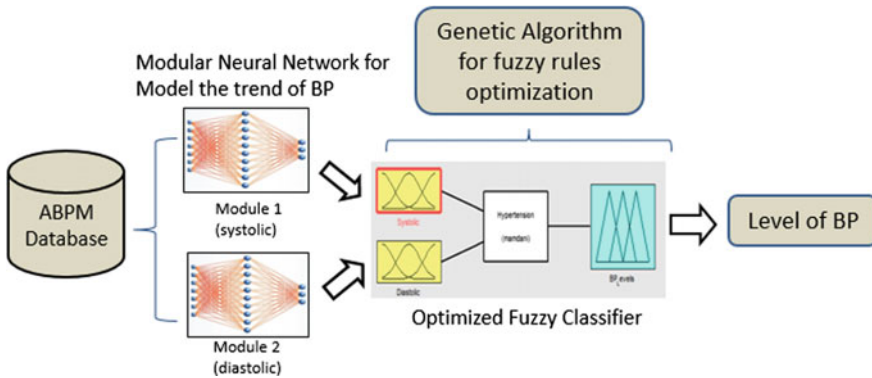 Genetic Algorithm
for fuzzy rules
optimization
Modular Neural Network for
Model the trend of BP
ABPM
Database
Module 1
(systolic)
Module 2
(diastolic)
Systolic
Diastolic
Hypertension
(mamdani)
BP_Levels
Optimized Fuzzy Classifier
Level of BP